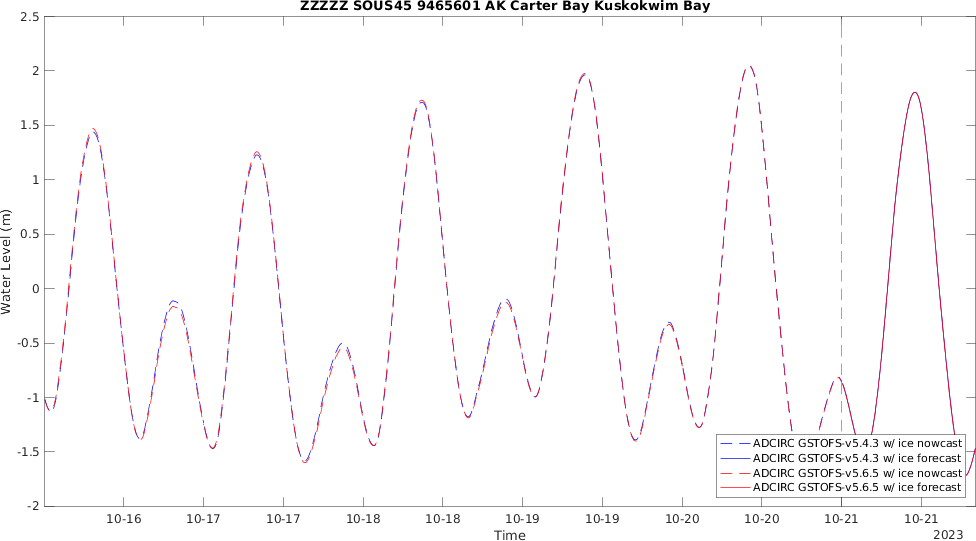 ZZZZZ SOUS45 9465601 AK Carter Bay Kuskokwim Bay
2.5
2
1.5
1
0.5
0
-0.5
-1
-1.5
-2
Water Level (m)
ADCIRC GSTOFS-v5.4.3 w/ ice nowcast
ADCIRC GSTOFS-v5.4.3 w/ ice forecast
ADCIRC GSTOFS-v5.6.5 w/ ice nowcast
ADCIRC GSTOFS-v5.6.5 w/ ice forecast
10-16 10-17 10-17 10-18 10-18 10-19 10-19 10-20 10-20 10-21 10-21
Time
2023